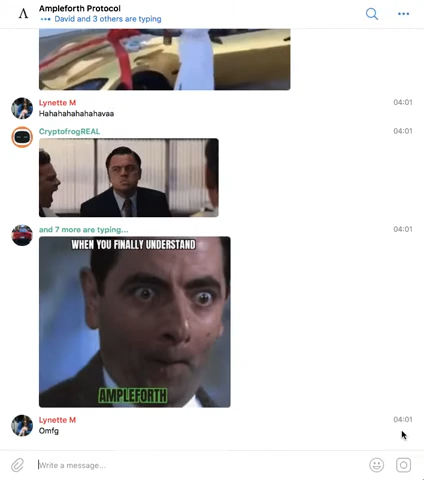 Ampleforth Protocol
David and 3 others are typing
Lynette M
04:01
Hahahahahahahavaa
CryptofrogREAL
04:01
and 7 more are typing...
04:01
WHEN YOU FINALLY UNDERSTAND
AMPLEFORTH
Lynette M
04:01
Omfg
Write a message...